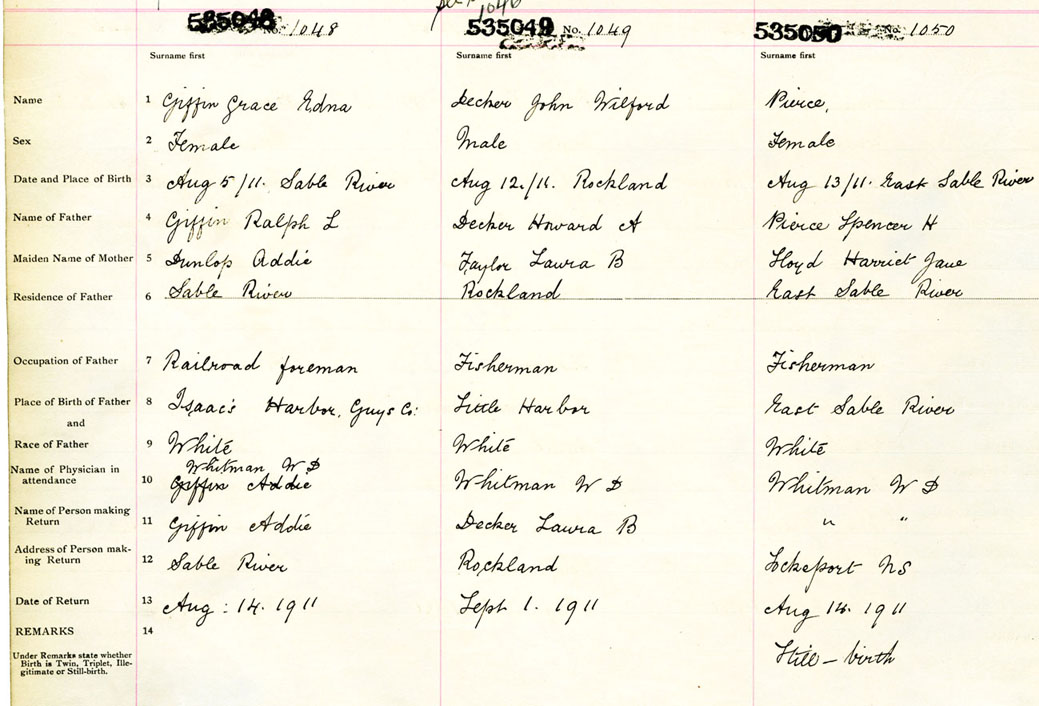 1046
535048 No. 1048 535049 No. 1049 535050 No. 1050
Surname first Surname first Surname first
Name 1 Giffin Grace Edna Decker John Wilford Pierce,
Sex 2 Female Male Female
Date and Place of Birth 3 Aug 5/11. Sable River Aug 12./11. Rockland Aug 13/11. East Sable River
Name of Father 4 Giffin Ralph L Decker Howard A Pierce Spencer H
Maiden Name of Mother 5 Dunlop Addie Taylor Laura B Lloyd Harriet Jane
Residence of Father 6 Sable River Rockland East Sable River
Occupation of Father 7 Railroad foreman Fisherman Fisherman
Place of Birth of Father 8 Isaac's Harbor, Guys Co: Little Harbor East Sable River
and
Race of Father 9 White White White
Name of Physician in Whitman W D
attendance 10 Giffin Addie Whitman W D Whitman W D
Name of Person making
Return 11 Giffin Addie Decker Laura B " "
Address of Person mak-
ing Return 12 Sable River Rockland Lockeport NS
Date of Return 13 Aug : 14. 1911 Sept 1. 1911 Aug 14. 1911
REMARKS 14
Under Remarks state whether
Birth is Twin, Triplet, Ille-
gitimate or Still-birth. Still - birth